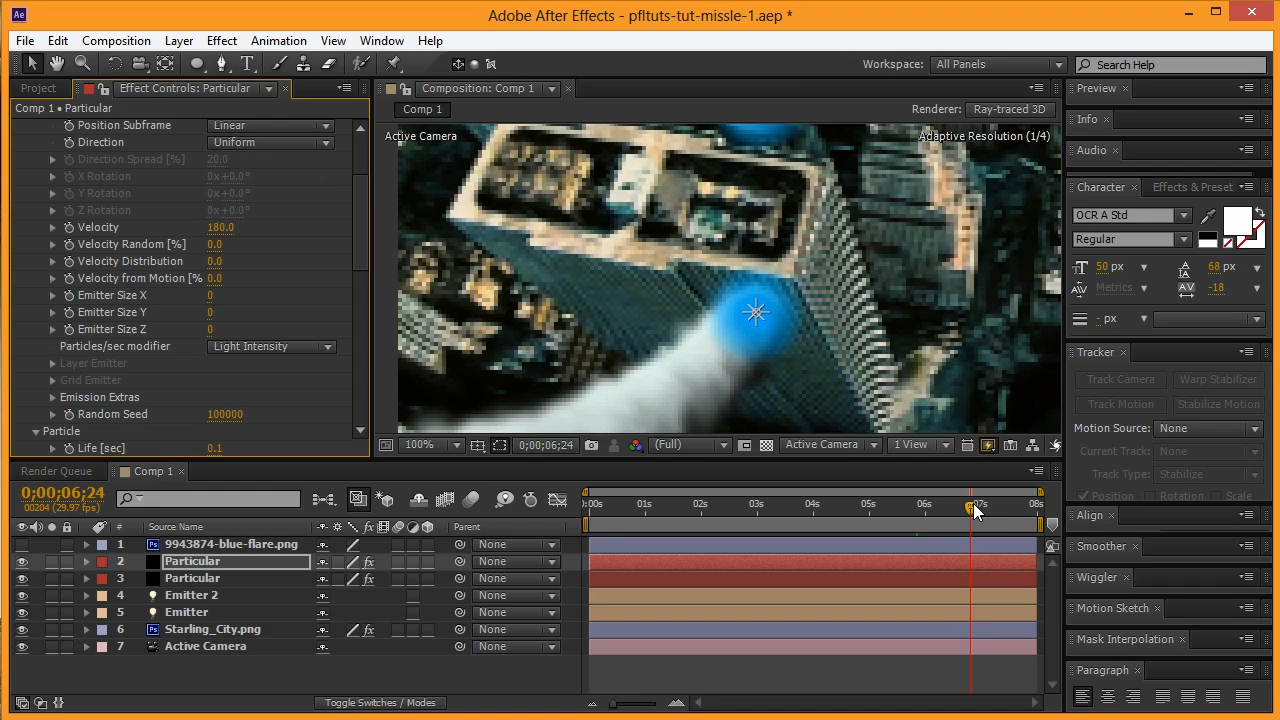 Ae Adobe After Effects - pfltuts-tut-missle-1.aep *
File Edit Composition Layer Effect Animation View Window Help
Workspace: All Panels Search Help
Project Effect Controls: Particular Composition: Comp 1 Preview
Comp 1 • Particular Comp 1 Renderer: Ray-traced 3D Info
Position Subframe Linear Active Camera Adaptive Resolution (1/4)
Direction Uniform Audio
Direction Spread [%] 20.0
X Rotation 0x+0.0°
Y Rotation 0x+0.0° Character Effects & Preset
Z Rotation 0x+0.0° OCR A Std
Velocity 180.0 Regular
Velocity Random [%] 0.0
Velocity Distribution 0.0 50 px 68 px
Velocity from Motion [% 0.0 Metrics -18
Emitter Size X 0
Emitter Size Y 0 - px
Emitter Size Z 0
Particles/sec modifier Light Intensity Tracker
Layer Emitter Track Camera Warp Stabilizer
Grid Emitter
Emission Extras Track Motion Stabilize Motion
Random Seed 100000 Motion Source: None
Particle Current Track: None
Life [sec] 0.1 100% 0;00;06;24 (Full) Active Camera 1 View
Render Queue Comp 1 Track Type: Stabilize
0;00;06;24 Position Rotation Scale
00204 (29.97 fps) :00s 01s 02s 03s 04s 05s 06s 07s 08s
# Source Name Parent Align
1 9943874-blue-flare.png None Smoother
2 Particular None
3 Particular None Wiggler
4 Emitter 2 None
5 Emitter None Motion Sketch
6 Starling_City.png None Mask Interpolation
7 Active Camera None
Paragraph
Toggle Switches / Modes